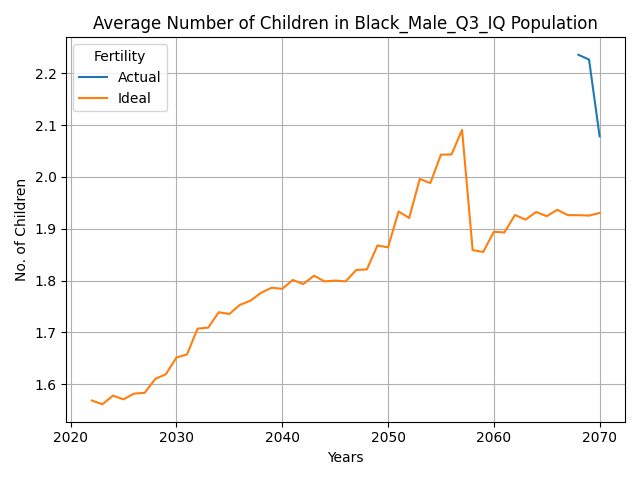 Average Number of Children in Black_Male_Q3_IQ Population
Fertility
Actual
Ideal
No. of Children
2.2
2.1
2.0
1.9
1.8
1.7
1.6
2020 2030 2040 2050 2060 2070
Years